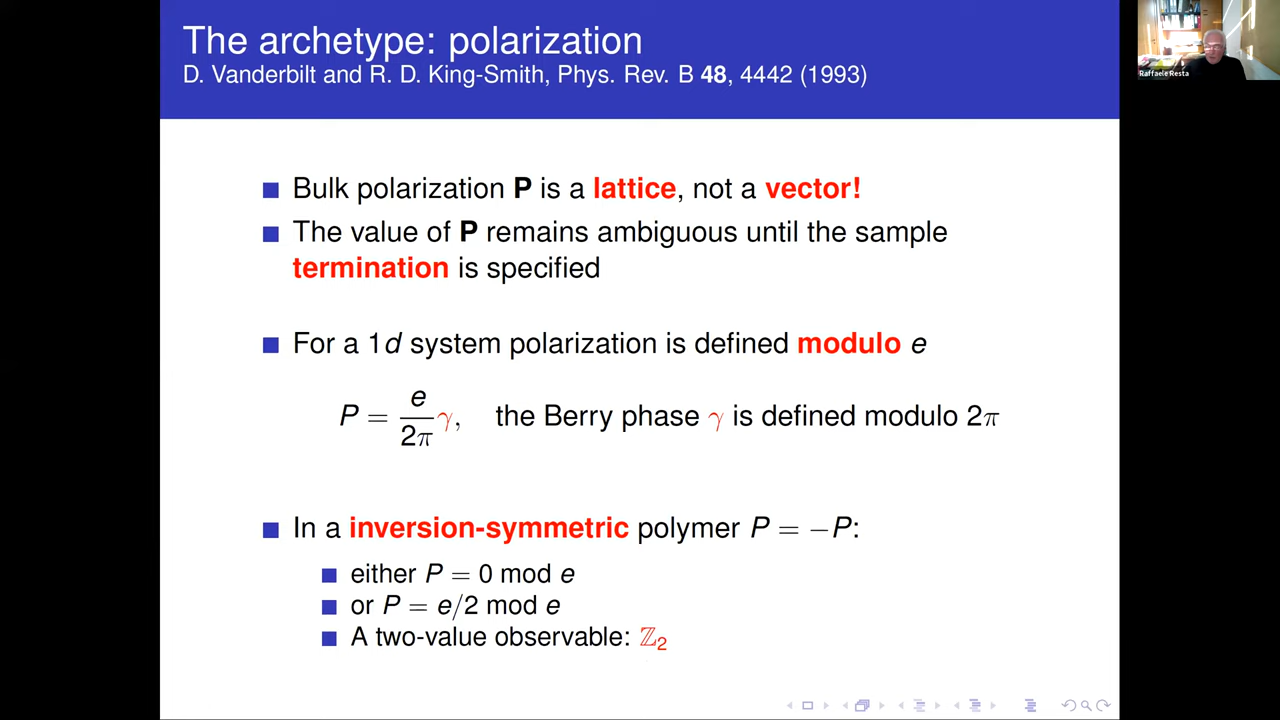 The archetype: polarization
D. Vanderbilt and R. D. King-Smith, Phys. Rev. B 48, 4442 (1993)
Raffaele Resta
Bulk polarization P is a lattice, not a vector!
The value of P remains ambiguous until the sample
termination is specified
For a 1d system polarization is defined modulo e
P = e/2π γ, the Berry phase γ is defined modulo 2π
In a inversion-symmetric polymer P = −P:
either P = 0 mod e
or P = e/2 mod e
A two-value observable: ℤ₂